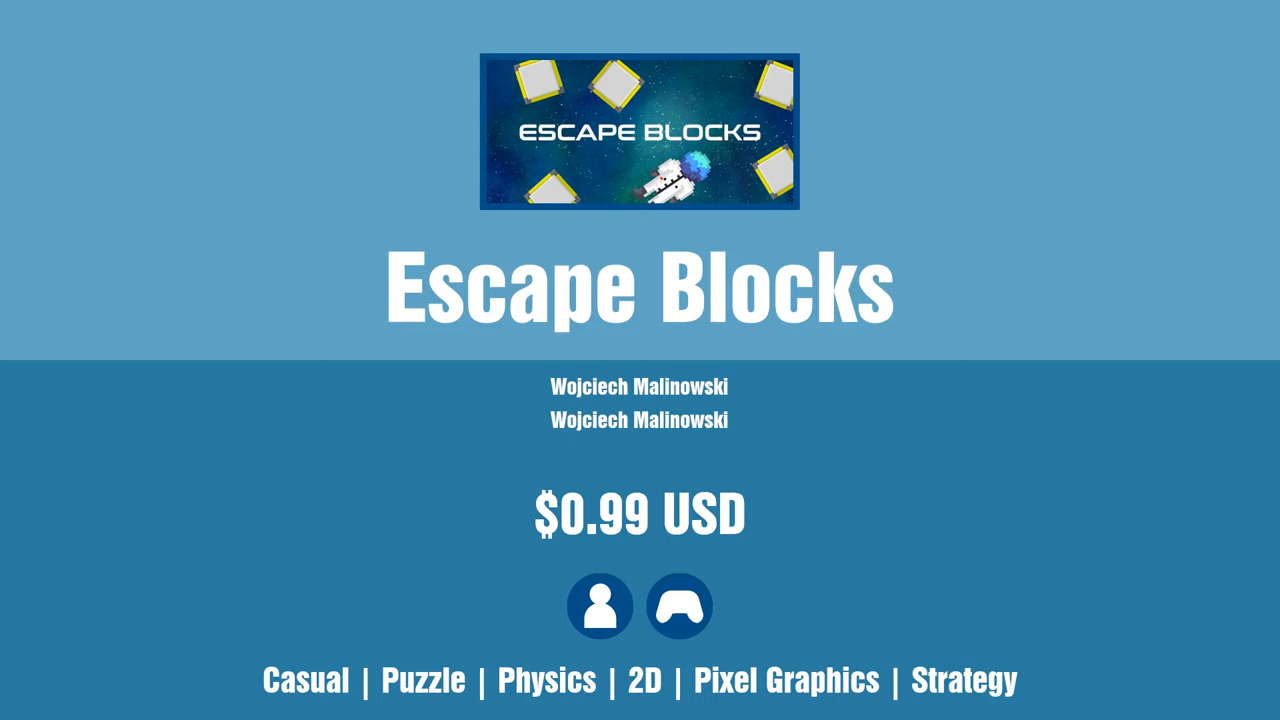 ESCAPE BLOCKS
Escape Blocks
Wojciech Malinowski
Wojciech Malinowski
$0.99 USD
Casual | Puzzle | Physics | 2D | Pixel Graphics | Strategy